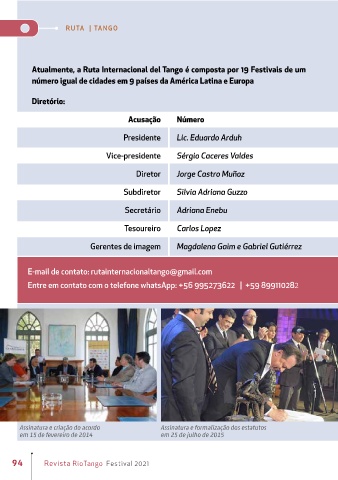 RUTA | TANGO
Atualmente, a Ruta Internacional del Tango é composta por 19 Festivais de um
número igual de cidades em 9 países da América Latina e Europa
Diretório:
Acusação Número
Presidente Lic. Eduardo Arduh
Vice-presidente Sérgio Caceres Valdes
Diretor Jorge Castro Muñoz
Subdiretor Silvia Adriana Guzzo
Secretário Adriana Enebu
Tesoureiro Carlos Lopez
Gerentes de imagem Magdalena Gaim e Gabriel Gutiérrez
E-mail de contato: rutainternacionaltango@gmail.com
Entre em contato com o telefone whatsApp: +56 995273622 | +59 899110282
Assinatura e criação do acordo
em 15 de fevereiro de 2014
Assinatura e formalização dos estatutos
em 25 de julho de 2015
94 Revista RioTango Festival 2021